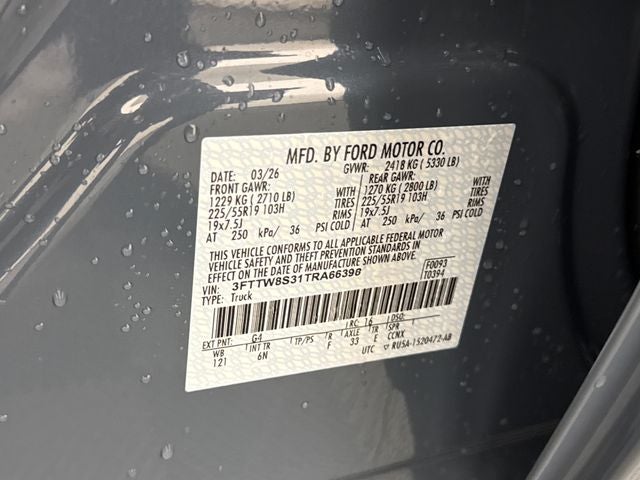 MFD. BY FORD MOTOR CO.
DATE: 03/26 GVWR: 2418 KG ( 5330 LB)
FRONT GAWR: REAR GAWR:
1229 KG ( 2710 LB) WITH 1270 KG ( 2800 LB) WITH
225/55R19 103H TIRES 225/55R19 103H TIRES
19x7.5J RIMS 19x7.5J RIMS
AT 250 kPa/ 36 PSI COLD AT 250 kPa/ 36 PSI COLD
THIS VEHICLE CONFORMS TO ALL APPLICABLE FEDERAL MOTOR
VEHICLE SAFETY AND THEFT PREVENTION STANDARDS IN
EFFECT ON THE DATE OF MANUFACTURE SHOWN ABOVE.
VIN: 3FTTW8S31TRA66398 F0093
TYPE: Truck T0394
EXT PNT: G4 RC: 16 DSO:
WB INT TR TP/PS R AXLE TR SPR
121 6N F 33 E CCNX
UTC RU5A-1520472-AB